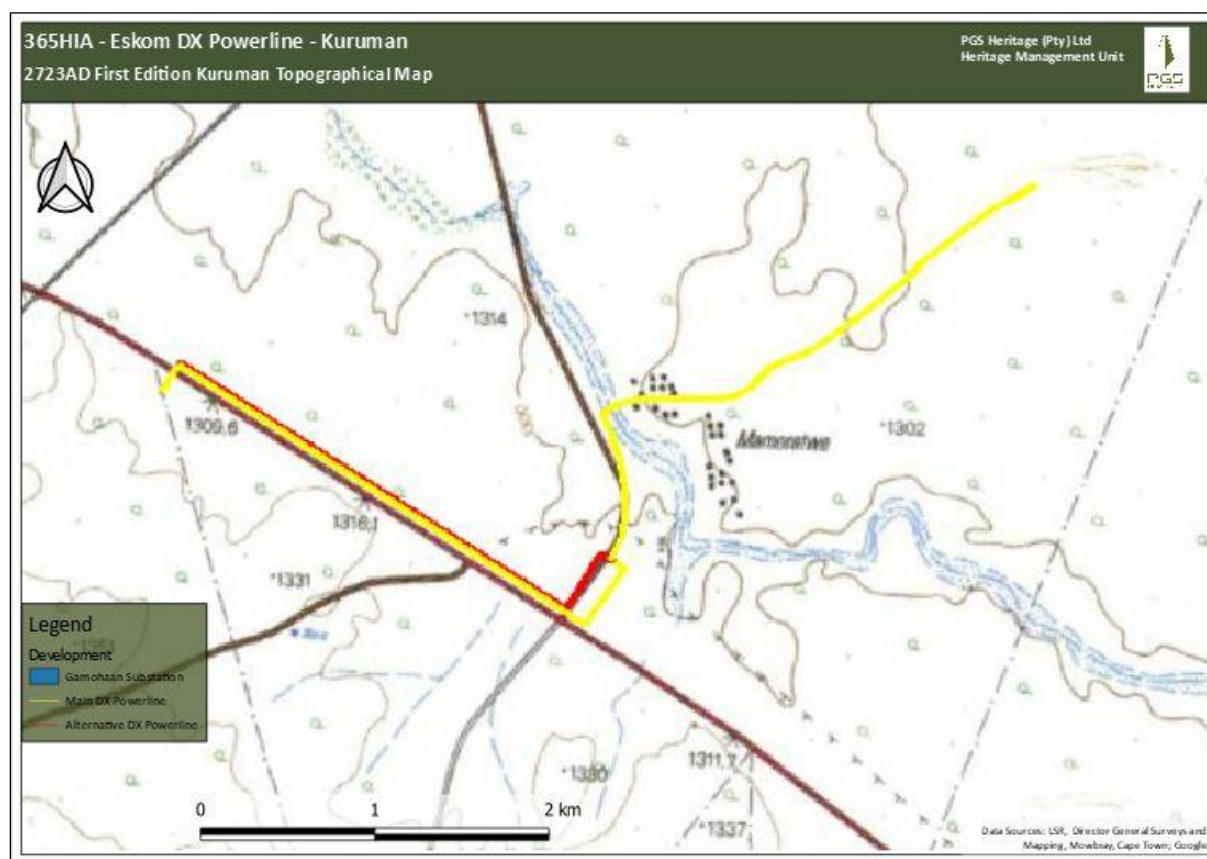 365HIA - Eskom DX Powerline - Kuruman
2723AD First Edition Kuruman Topographical Map
PGS Heritage (Pty) Ltd
Heritage Management Unit
PGS
1314
1302
1309.6
1318.1
1331
1311.7
1330
1337
Legend
Development
Gamohaan Substation
Main DX Powerline
Alternative DX Powerline
0 1 2 km
Data Sources: LSR, Director General Surveys and
Mapping, Mowbray, Cape Town; Google